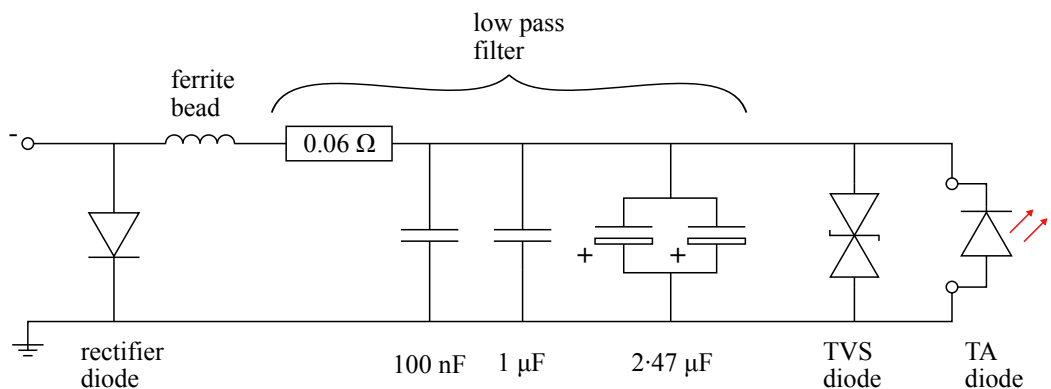 low pass
filter
ferrite
bead
-
0.06 Ω
+
+
rectifier
diode
100 nF
1 μF
2·47 μF
TVS
diode
TA
diode